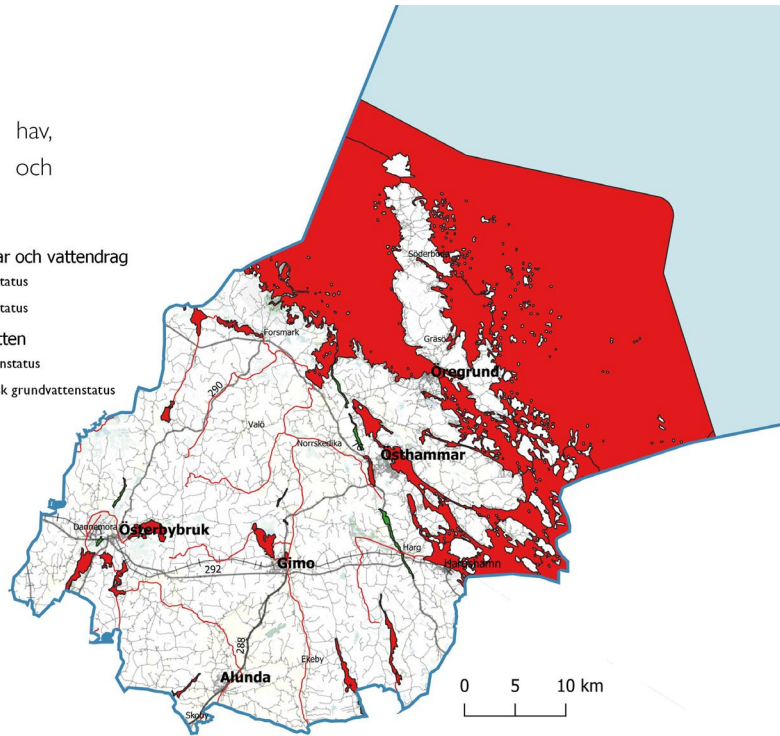 hav,
och
ar och vattendrag
tatus
tatus
tten
nstatus
k grundvattenstatus
Söderboda
Gräsö
Öregrund
Forsmark
290
Valö
Norrskedika
Östhammar
Dannemora
Österbybruk
292
Gimo
Harg
Hargshamn
288
Ekeby
Alunda
Skoby
0 5 10 km